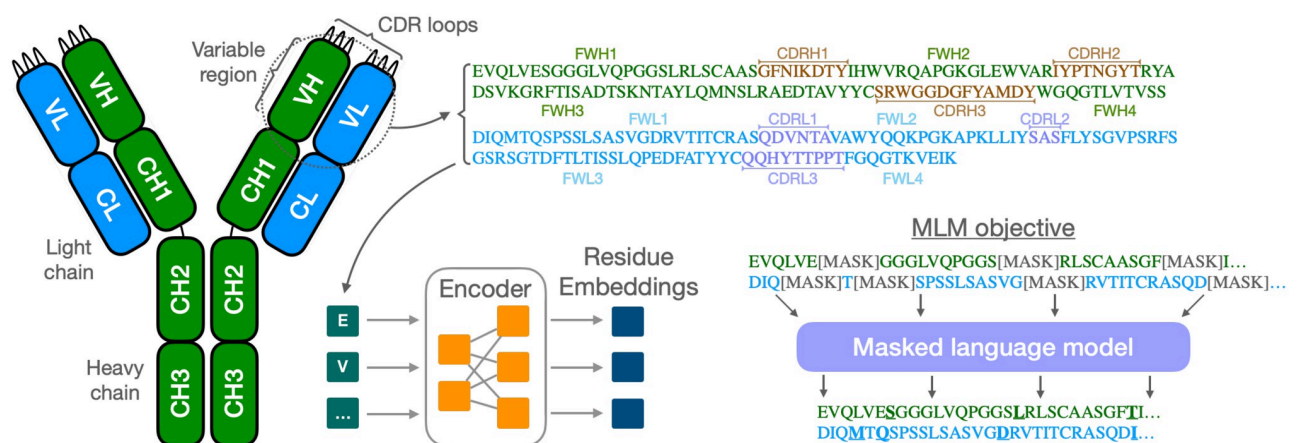 CDR loops
Variable
region
VH
VL
CH1
CL
VH
VL
CH1
CL
Light
chain
CH2
CH2
Heavy
chain
CH3
CH3
FWH1
CDRH1
FWH2
CDRH2
EVQLVESGGGLVQPGGSLRLSCAASGFNIKDTYIHWVRQAPGKGLEWVARIYPTNGYTRYA
DSVKGRFTISADTSKNTAYLQMNSLRAEDTAVYYCSRWGGDGFYAMDYWGQGTLVTVSS
FWH3
CDRH3
FWH4
FWL1
CDRL1
FWL2
CDRL2
DIQMTQSPSSLSASVGDRVTITCRASQDVNTAVAWYQQKPGKAPKLLIYSASFLYSGVPSRFS
GSRSGTDFTLTISSLQPEDFATYYCQQHYTTPPTFGQGTKVEIK
FWL3
CDRL3
FWL4
E
V
...
Encoder
Residue
Embeddings
MLM objective
EVQLVE[MASK]GGGLVQPGGS[MASK]RLSCAASGF[MASK]I...
DIQ[MASK]T[MASK]SPSSLSASVG[MASK]RVTITCRASQD[MASK]...
Masked language model
EVQLVESGGGLVQPGGSLRLSCAASGFTI...
DIQMTQSPSSLSASVGDRVTITCRASQDI...